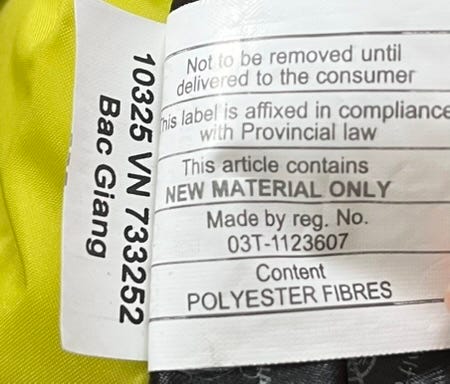 10325 VN 733252
Bac Giang
Not to be removed until
delivered to the consumer
This label is affixed in compliance
with Provincial law
This article contains
NEW MATERIAL ONLY
Made by reg. No.
03T-1123607
Content
POLYESTER FIBRES